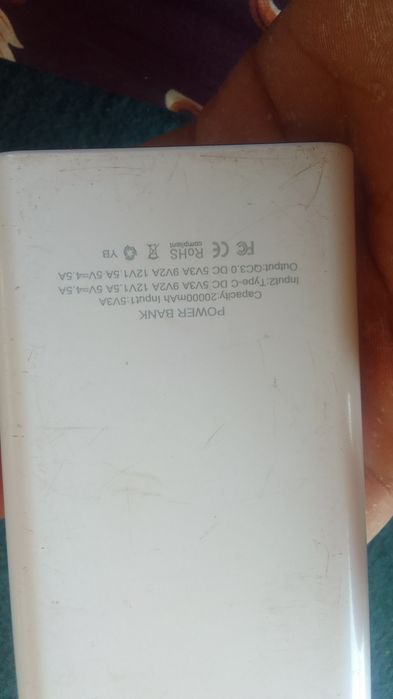 POWER BANK
Capacity:20000mAh Input1:5V3A
Input2:Type-C DC 5V3A 9V2A 12V1.5A 5V=4.5A
Output:QC3.0 DC 5V3A 9V2A 12V1.5A 5V=4.5A
FC CE RoHS compliant YB